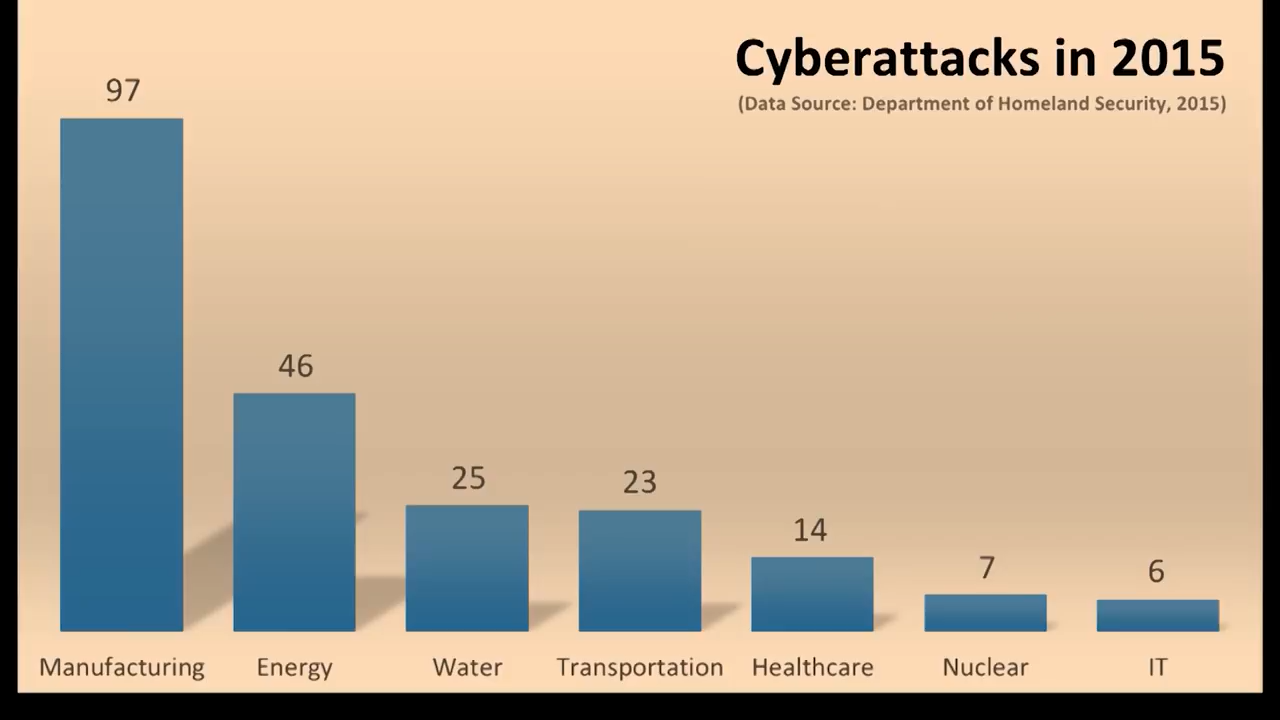 Cyberattacks in 2015
(Data Source: Department of Homeland Security, 2015)
97
46
25
23
14
7
6
Manufacturing
Energy
Water
Transportation
Healthcare
Nuclear
IT